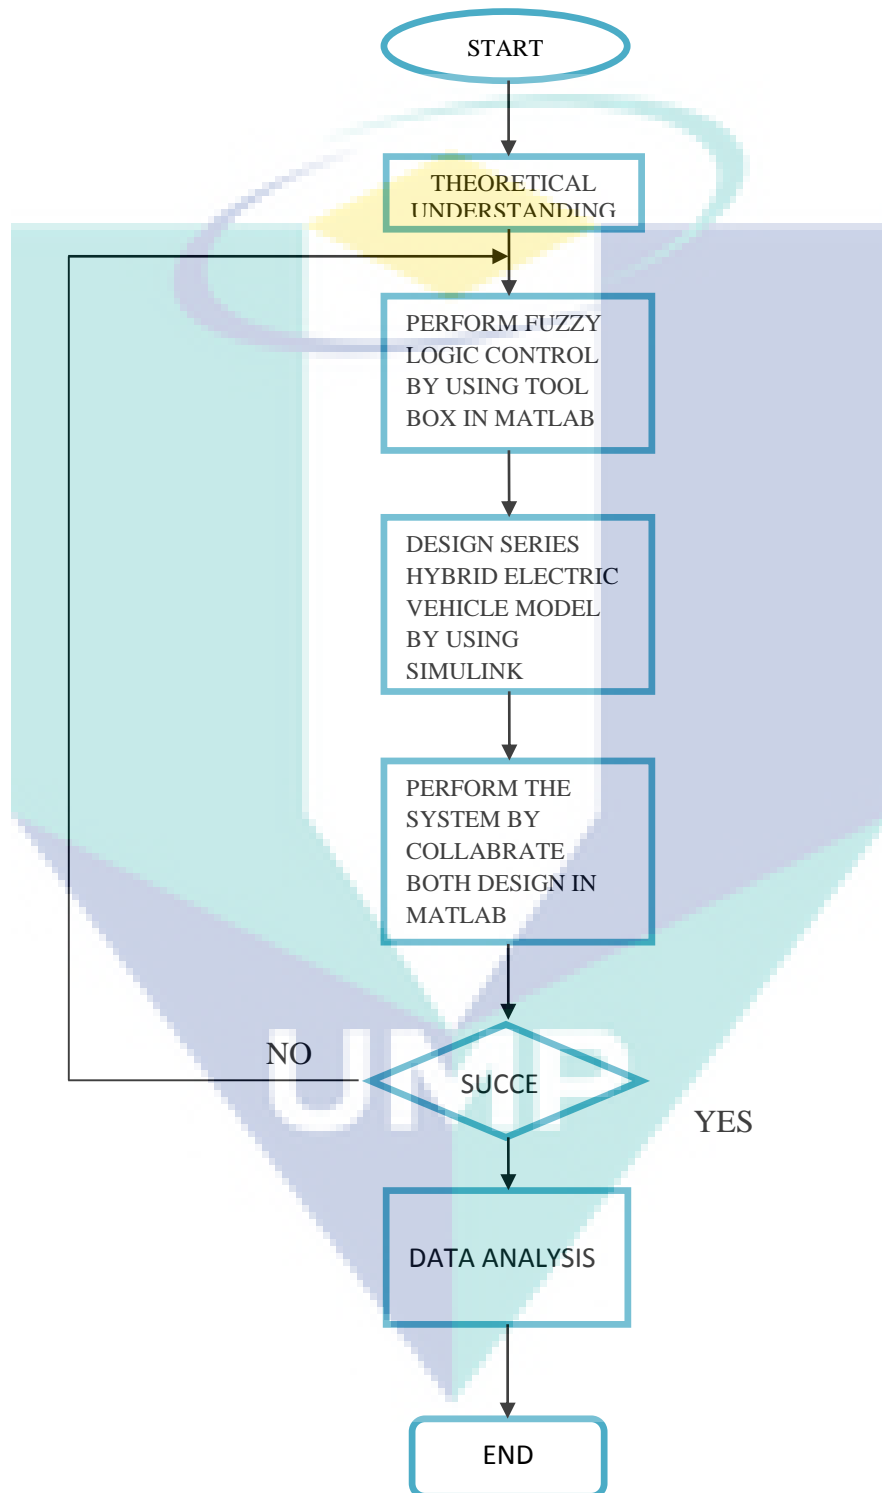 START
THEORETICAL
UNDERSTANDING
PERFORM FUZZY
LOGIC CONTROL
BY USING TOOL
BOX IN MATLAB
DESIGN SERIES
HYBRID ELECTRIC
VEHICLE MODEL
BY USING
SIMULINK
PERFORM THE
SYSTEM BY
COLLABRATE
BOTH DESIGN IN
MATLAB
NO
UMP
SUCCE
YES
DATA ANALYSIS
END